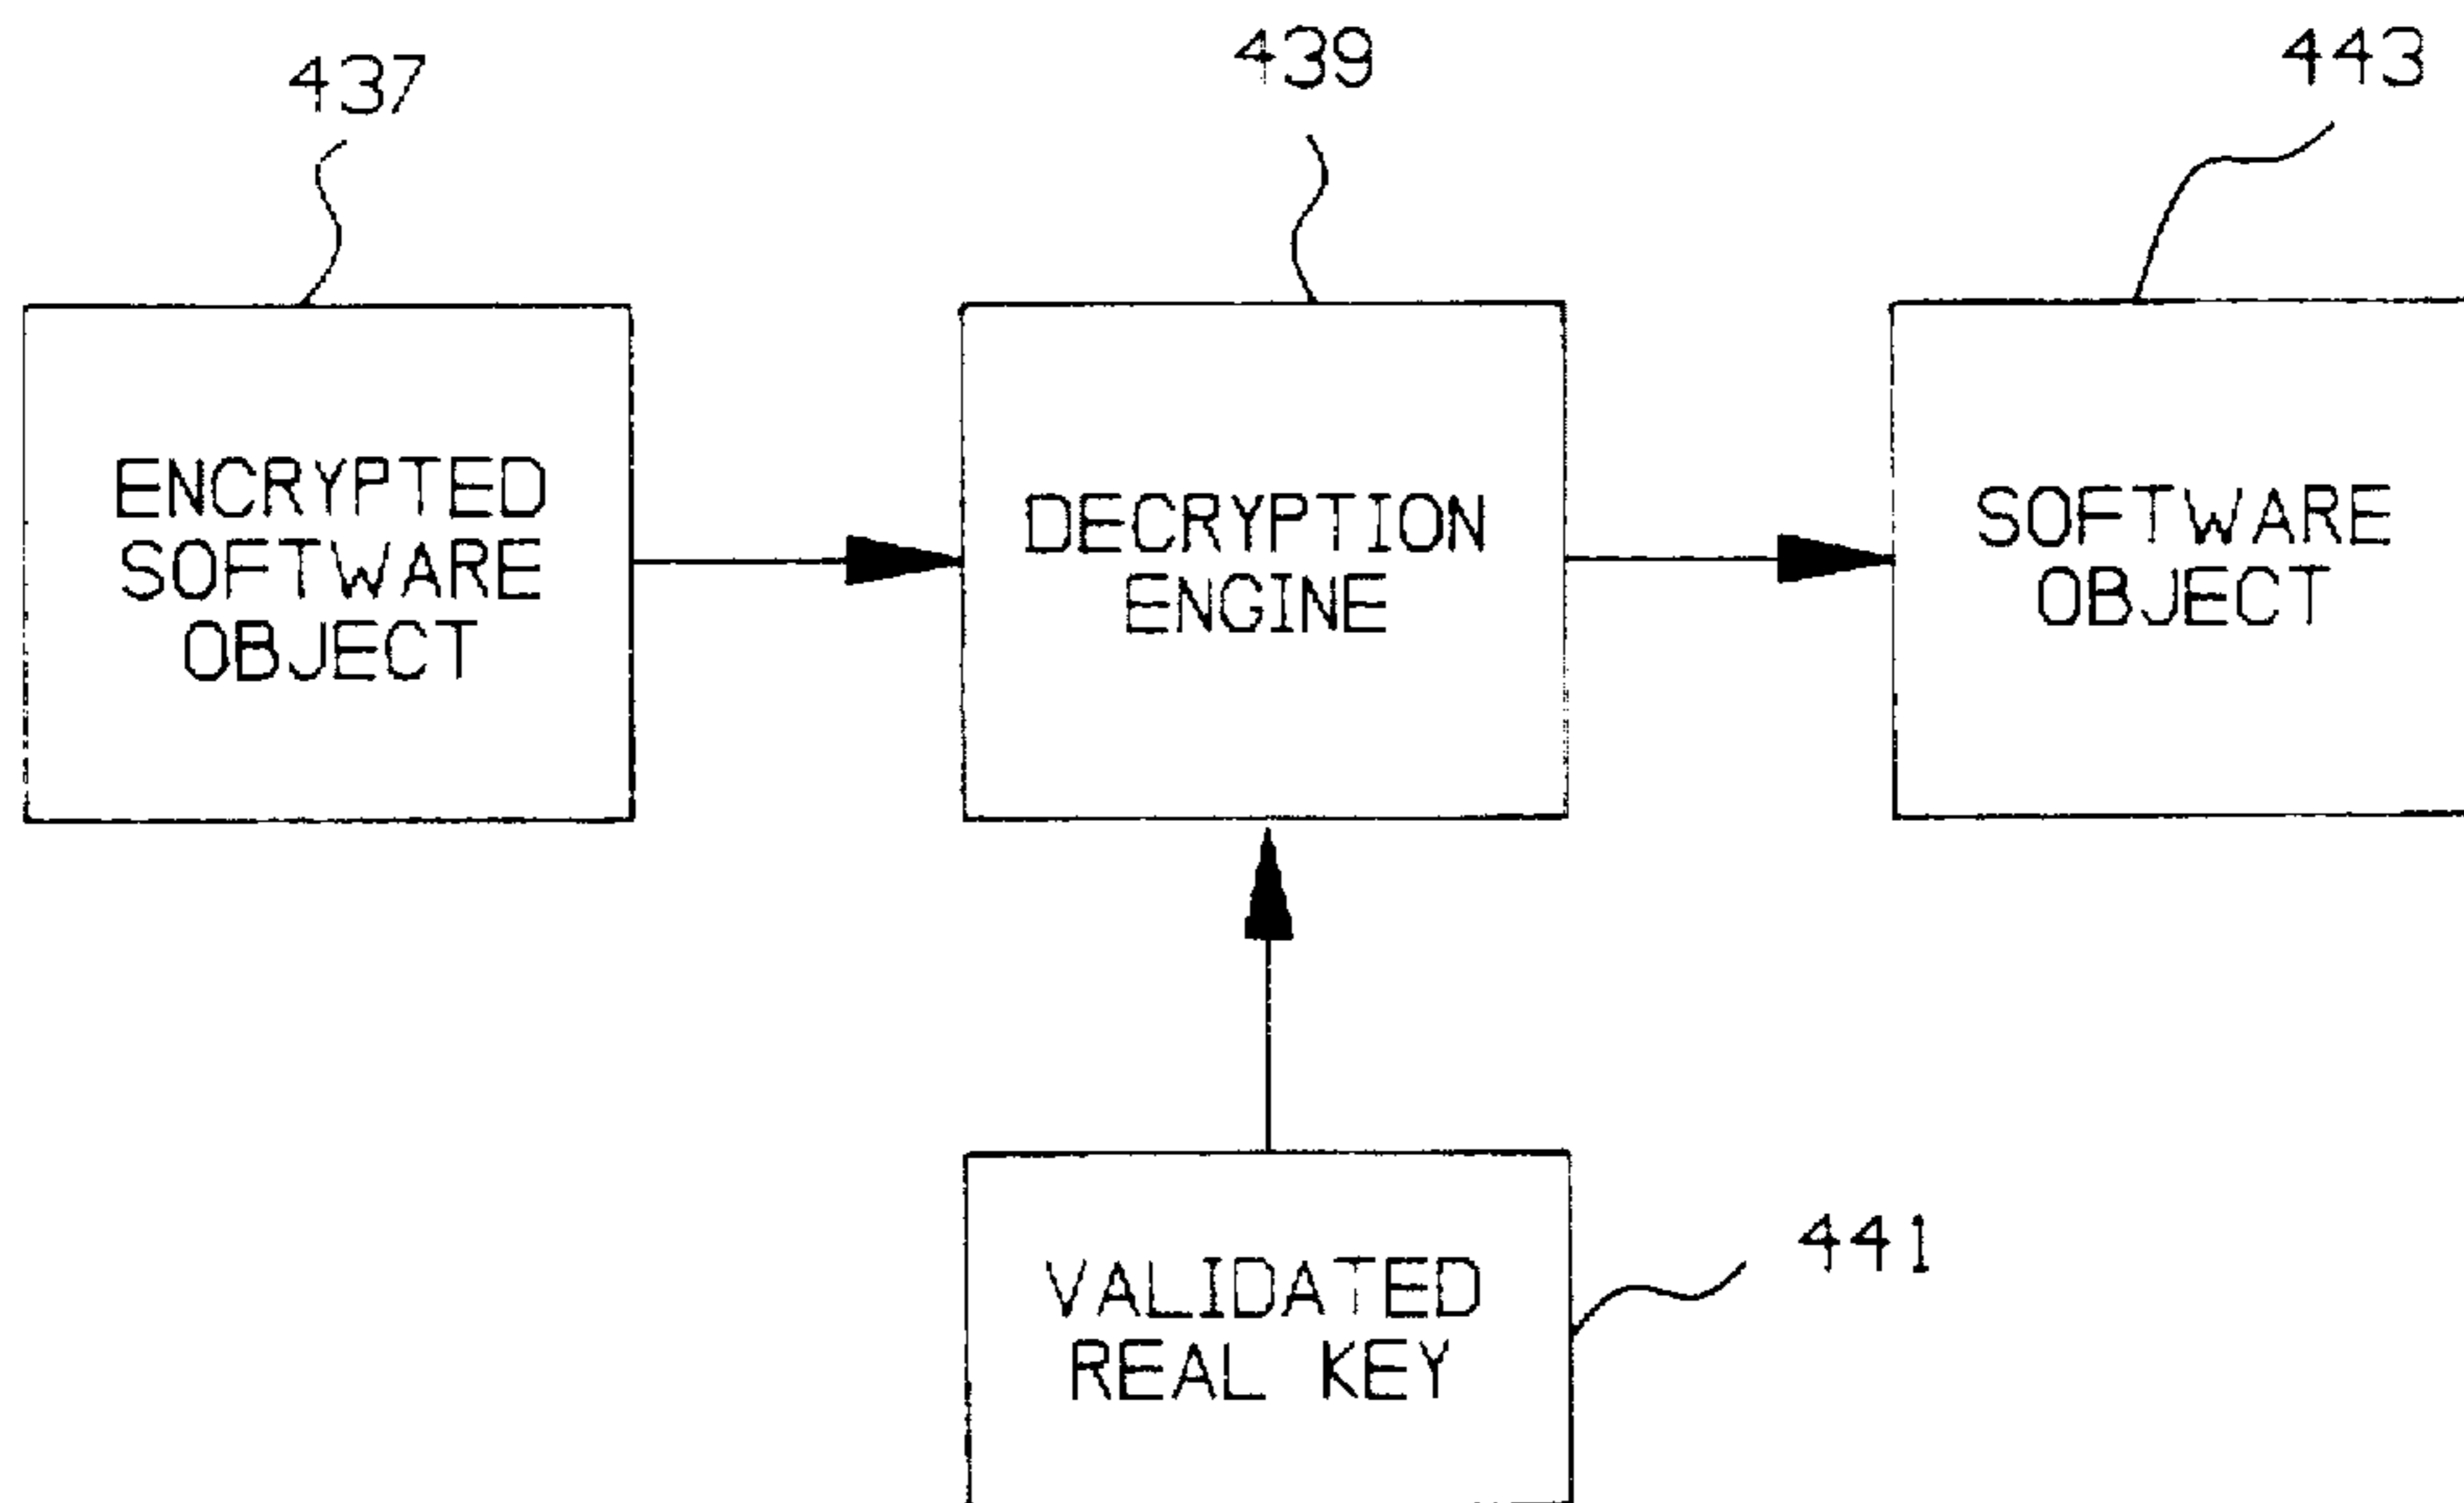 437
439
443
ENCRYPTED
SOFTWARE
OBJECT
DECRYPTION
ENGINE
SOFTWARE
OBJECT
VALIDATED
REAL KEY
441